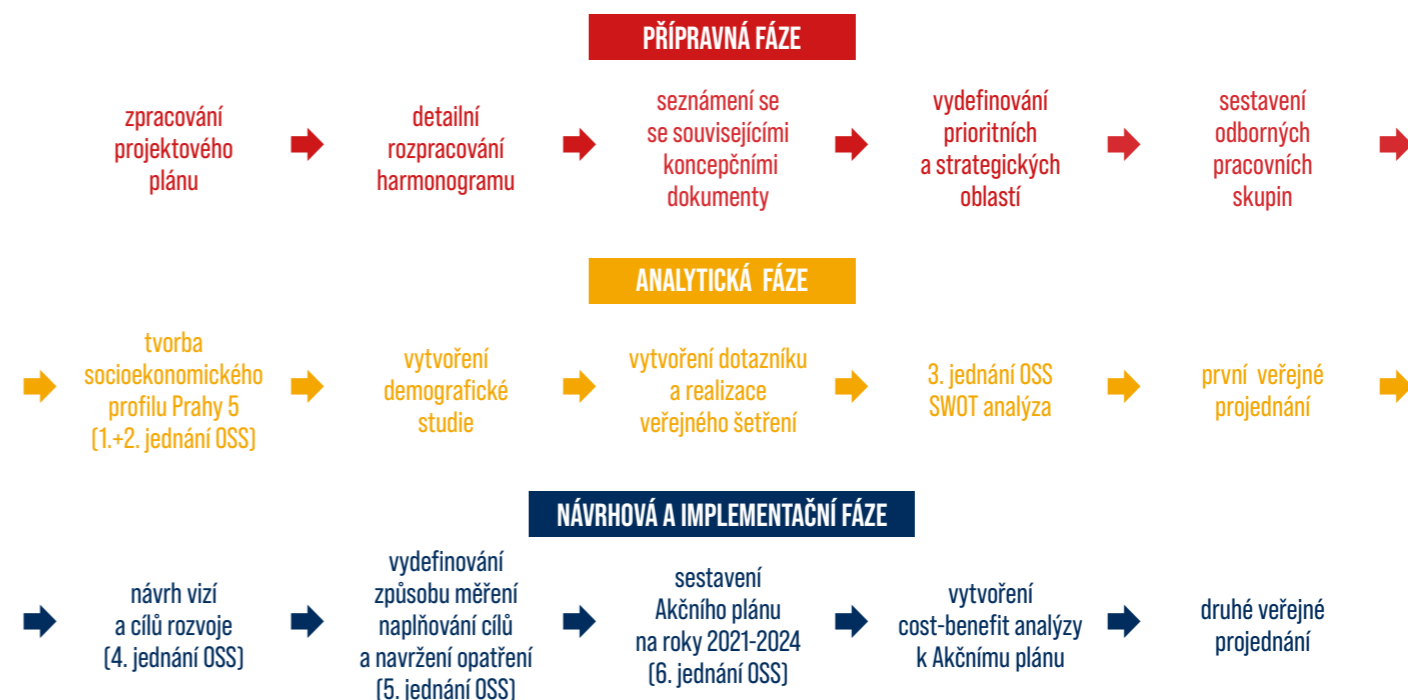 PŘÍPRAVNÁ FÁZE
zpracování
projektového
plánu
detailní
rozpracování
harmonogramu
seznámení se
se souvisejícími
koncepčními
dokumenty
vydefinování
prioritních
a strategických
oblastí
sestavení
odborných
pracovních
skupin
ANALYTICKÁ FÁZE
tvorba
socioekonomického
profilu Prahy 5
(1.+2. jednání OSS)
vytvoření
demografické
studie
vytvoření dotazníku
a realizace
veřejného šetření
3. jednání OSS
SWOT analýza
první veřejné
projednání
NÁVRHOVÁ A IMPLEMENTAČNÍ FÁZE
návrh vizí
a cílů rozvoje
(4. jednání OSS)
vydefinování
způsobu měření
naplňování cílů
a navržení opatření
(5. jednání OSS)
sestavení
Akčního plánu
na roky 2021-2024
(6. jednání OSS)
vytvoření
cost-benefit analýzy
k Akčnímu plánu
druhé veřejné
projednání